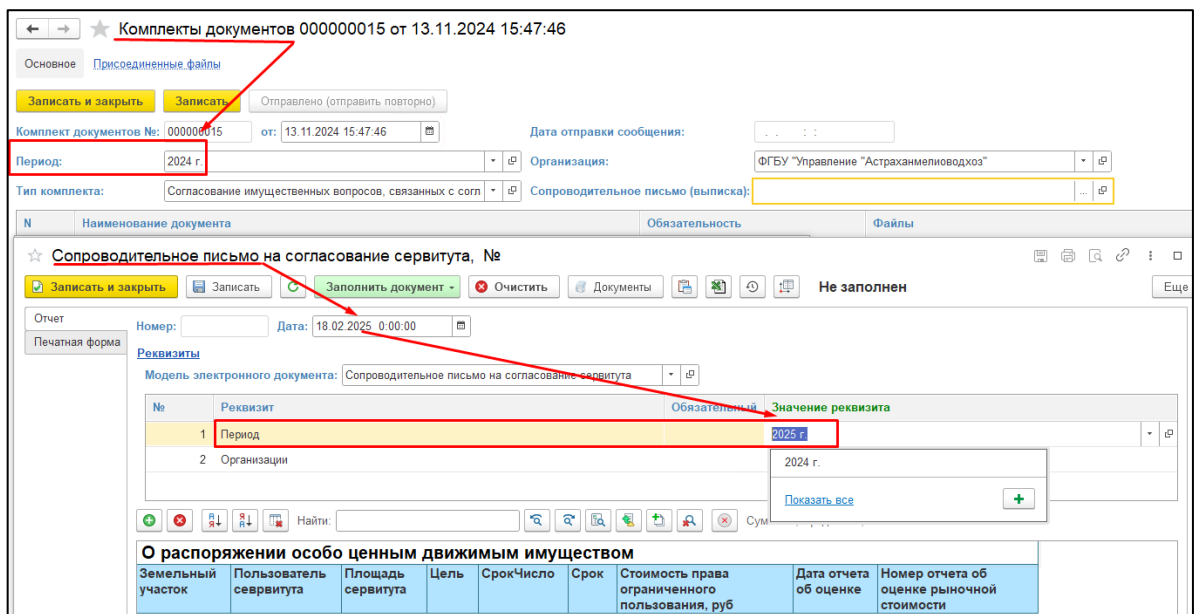 Комплекты документов 000000015 от 13.11.2024 15:47:46
Основное Присоединенные файлы
Записать и закрыть Записать Отправлено (отправить повторно)
Комплект документов №: 000000015 от: 13.11.2024 15:47:46 Дата отправки сообщения: . . : :
Период: 2024 г. Организация: ФГБУ "Управление "Астраханмелиоводхоз"
Тип комплекта: Согласование имущественных вопросов, связанных с согл Сопроводительное письмо (выписка): ...
N Наименование документа Обязательность Файлы
Сопроводительное письмо на согласование сервитута, №
Записать и закрыть Записать Заполнить документ Очистить Документы Не заполнен Еще
Отчет Номер: Дата: 18.02.2025 0:00:00
Печатная форма
Реквизиты
Модель электронного документа: Сопроводительное письмо на согласование сервитута
№ Реквизит Обязательный Значение реквизита
1 Период 2025 г.
2 Организации 2024 г.
Показать все
Найти:
О распоряжении особо ценным движимым имуществом
Земельный участок Пользователь севрвитута Площадь сервитута Цель СрокЧисло Срок Стоимость права ограниченного пользования, руб Дата отчета об оценке Номер отчета об оценке рыночной стоимости